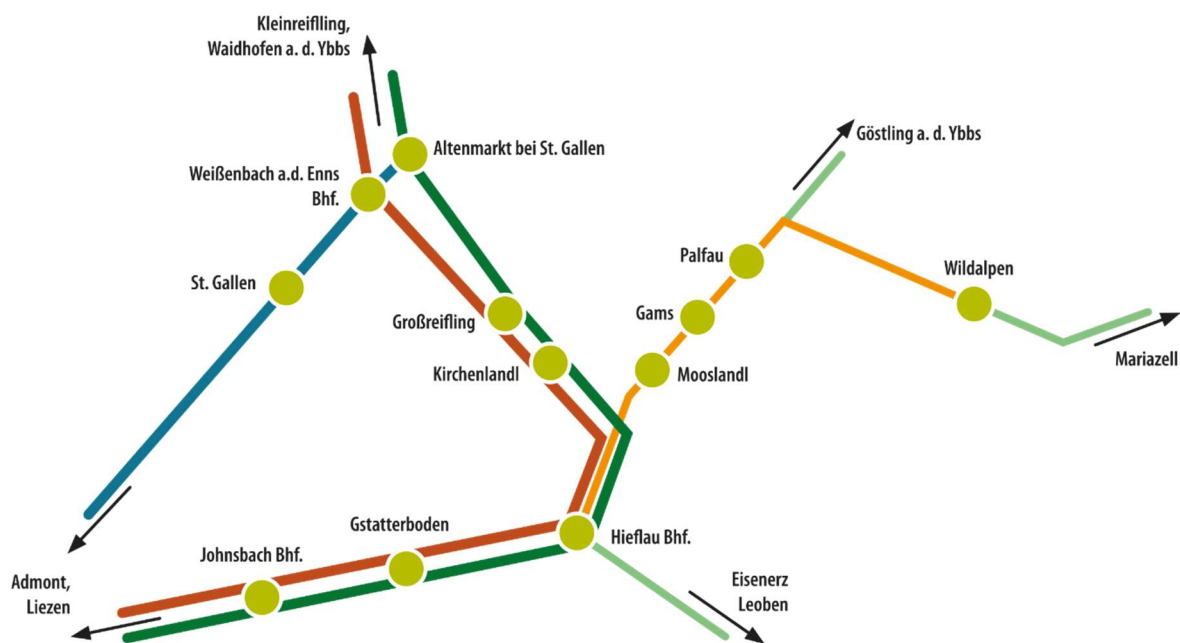 Kleinreifling,
Waidhofen a. d. Ybbs
Altenmarkt bei St. Gallen
Göstling a. d. Ybbs
Weißenbach a.d. Enns
Bhf.
St. Gallen
Palfau
Wildalpen
Gams
Großreifling
Kirchenlandl
Mooslandl
Mariazell
Gstatterboden
Hieflau Bhf.
Johnsbach Bhf.
Admont,
Liezen
Eisenerz
Leoben